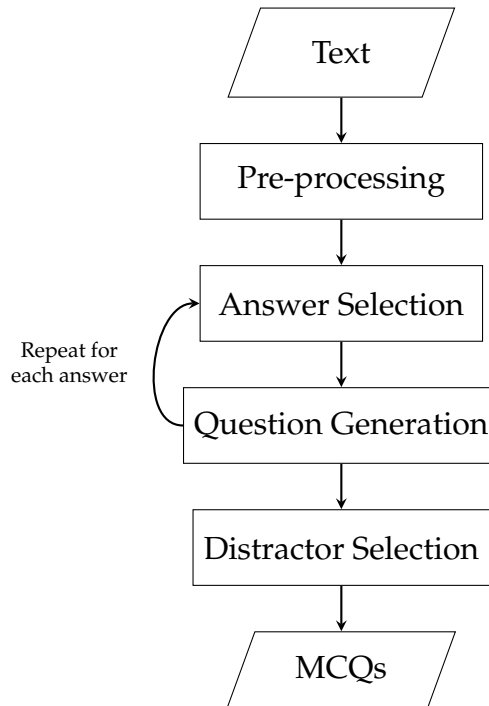 Text
Pre-processing
Answer Selection
Repeat for
each answer
Question Generation
Distractor Selection
MCQs